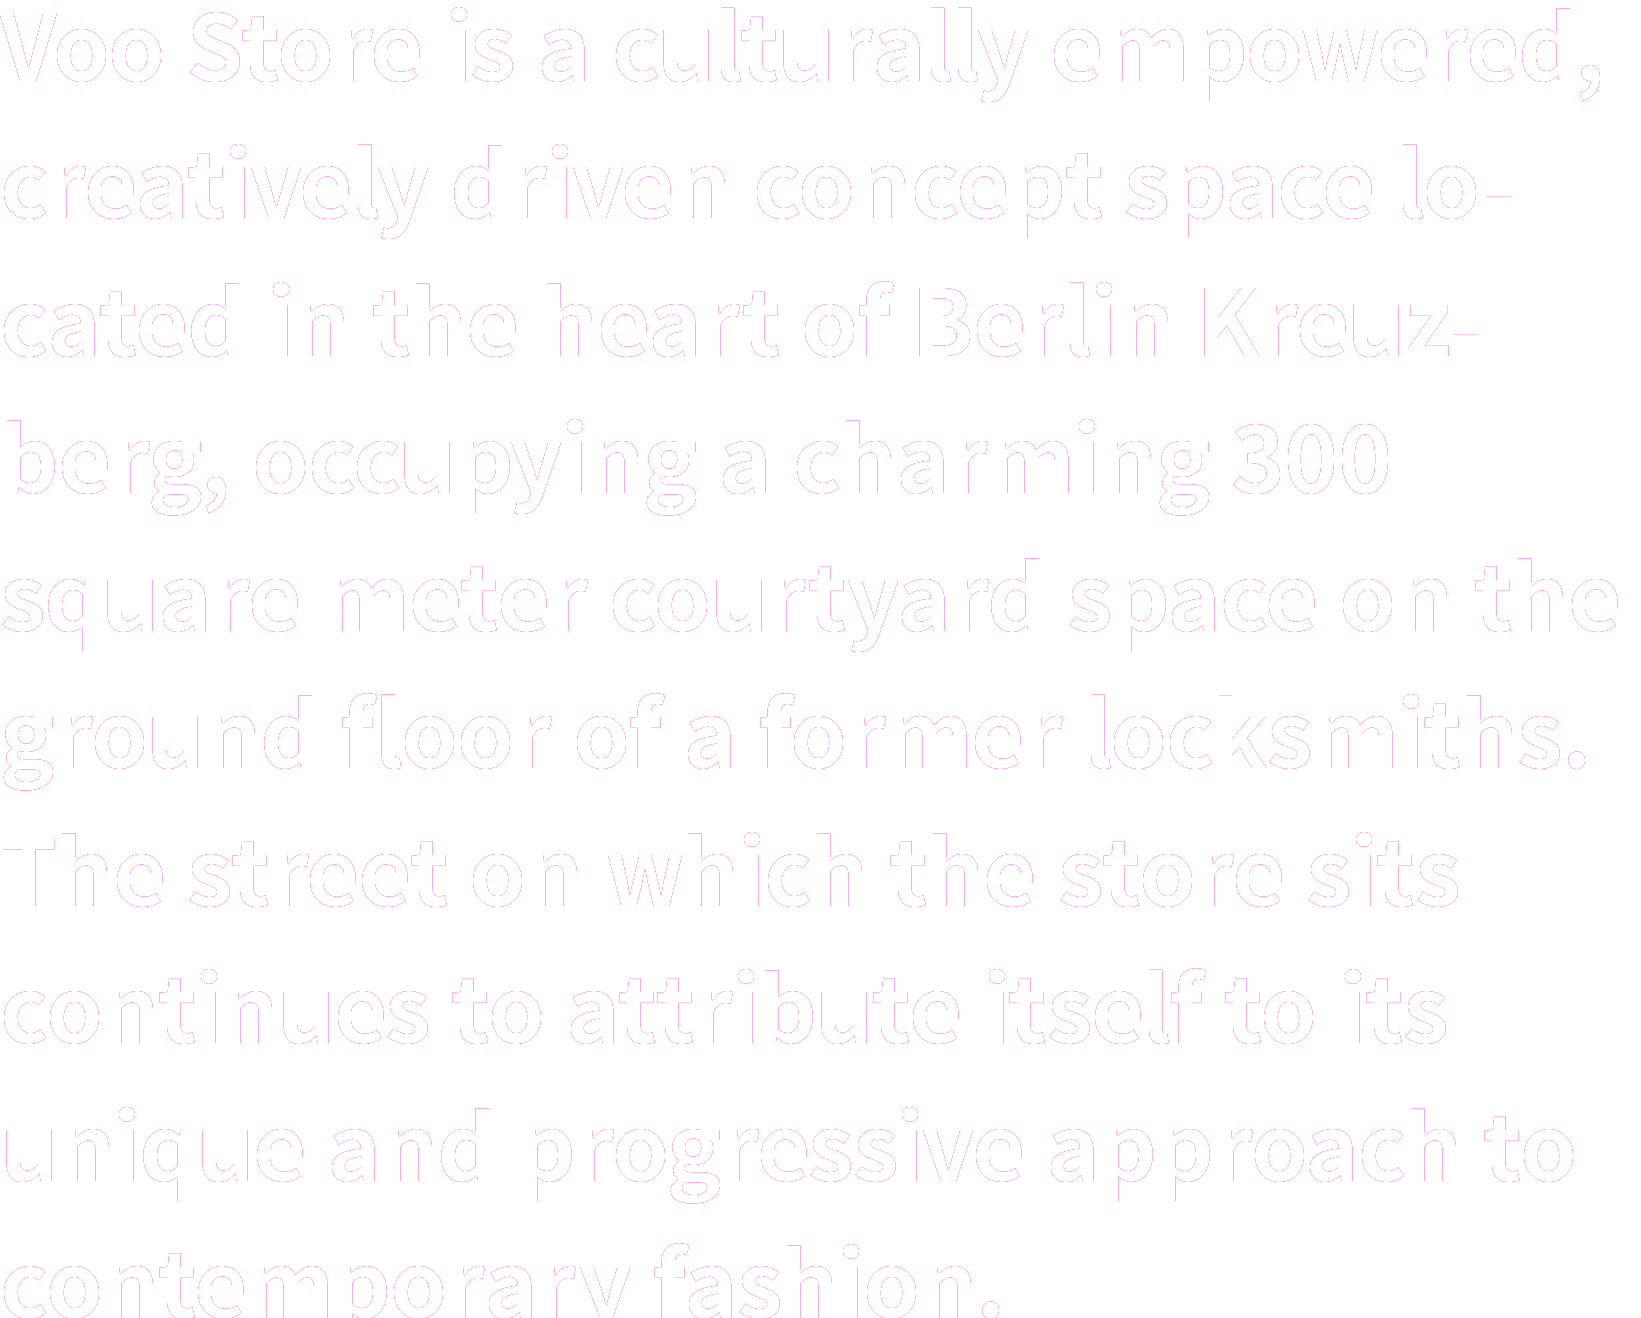 Voo Store is a culturally empowered,
creatively driven concept space lo-
cated in the heart of Berlin Kreuz-
berg, occupying a charming 300
square meter courtyard space on the
ground floor of a former locksmiths.
The street on which the store sits
continues to attribute itself to its
unique and progressive approach to
contemporary fashion.